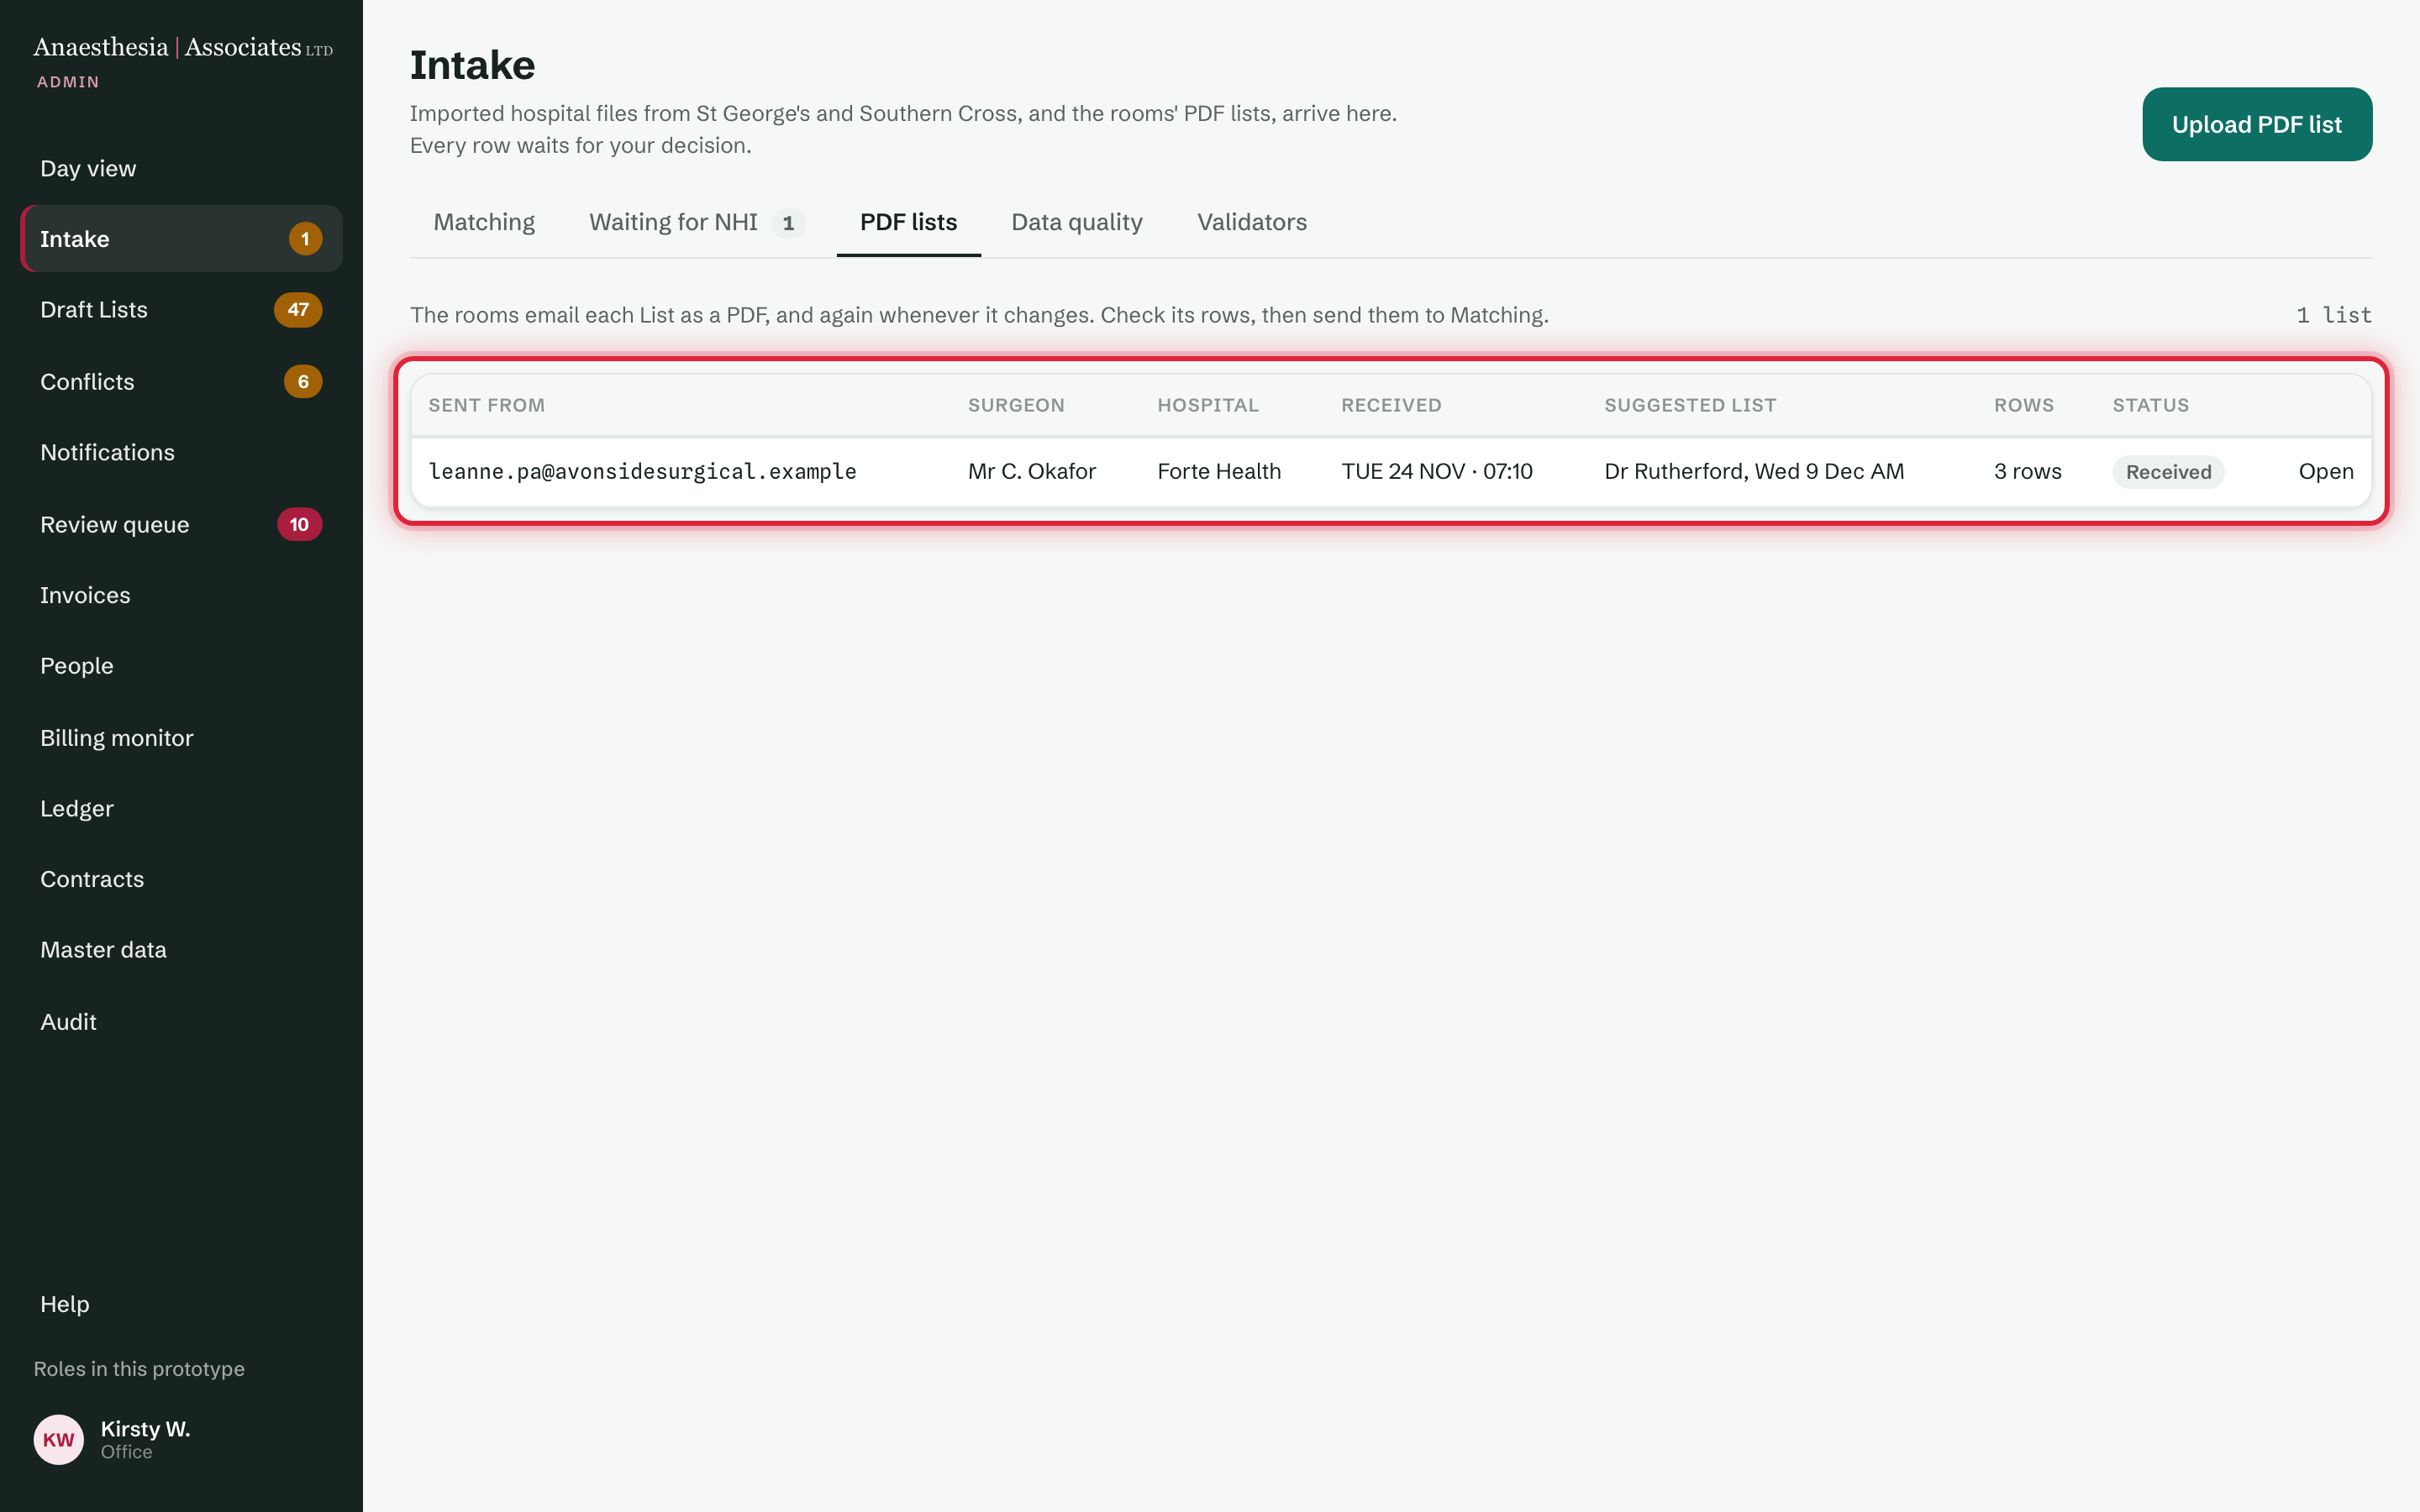 Anaesthesia | Associates LTD
ADMIN
Day view
Intake 1
Draft Lists 47
Conflicts 6
Notifications
Review queue 10
Invoices
People
Billing monitor
Ledger
Contracts
Master data
Audit
Help
Roles in this prototype
KW Kirsty W.
Office
Intake
Imported hospital files from St George's and Southern Cross, and the rooms' PDF lists, arrive here.
Every row waits for your decision.
Upload PDF list
Matching Waiting for NHI 1 PDF lists Data quality Validators
The rooms email each List as a PDF, and again whenever it changes. Check its rows, then send them to Matching. 1 list
SENT FROM SURGEON HOSPITAL RECEIVED SUGGESTED LIST ROWS STATUS
leanne.pa@avonsidesurgical.example Mr C. Okafor Forte Health TUE 24 NOV · 07:10 Dr Rutherford, Wed 9 Dec AM 3 rows Received Open